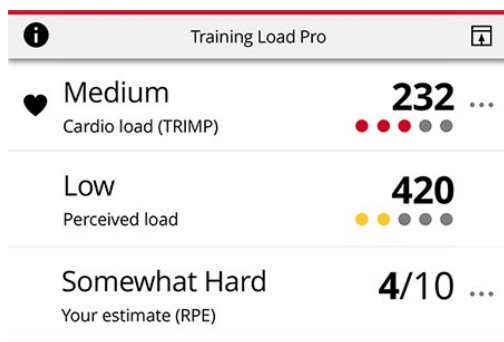 Training Load Pro
Medium 232
Cardio load (TRIMP)
Low 420
Perceived load
Somewhat Hard 4/10
Your estimate (RPE)